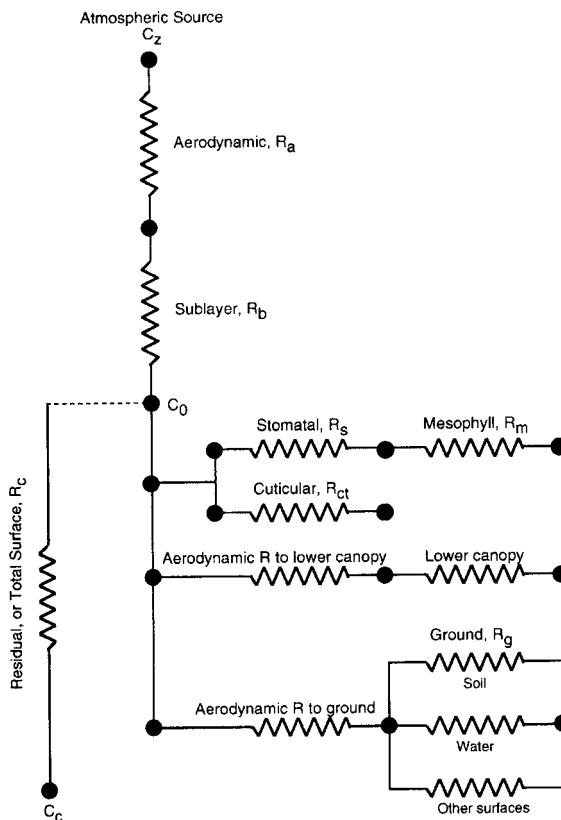 Atmospheric Source
C_z
Aerodynamic, R_a
Sublayer, R_b
C_0
Stomatal, R_s
Mesophyll, R_m
Cuticular, R_ct
Residual, or Total Surface, R_c
Aerodynamic R to lower canopy
Lower canopy
Ground, R_g
Soil
Aerodynamic R to ground
Water
Other surfaces
C_c